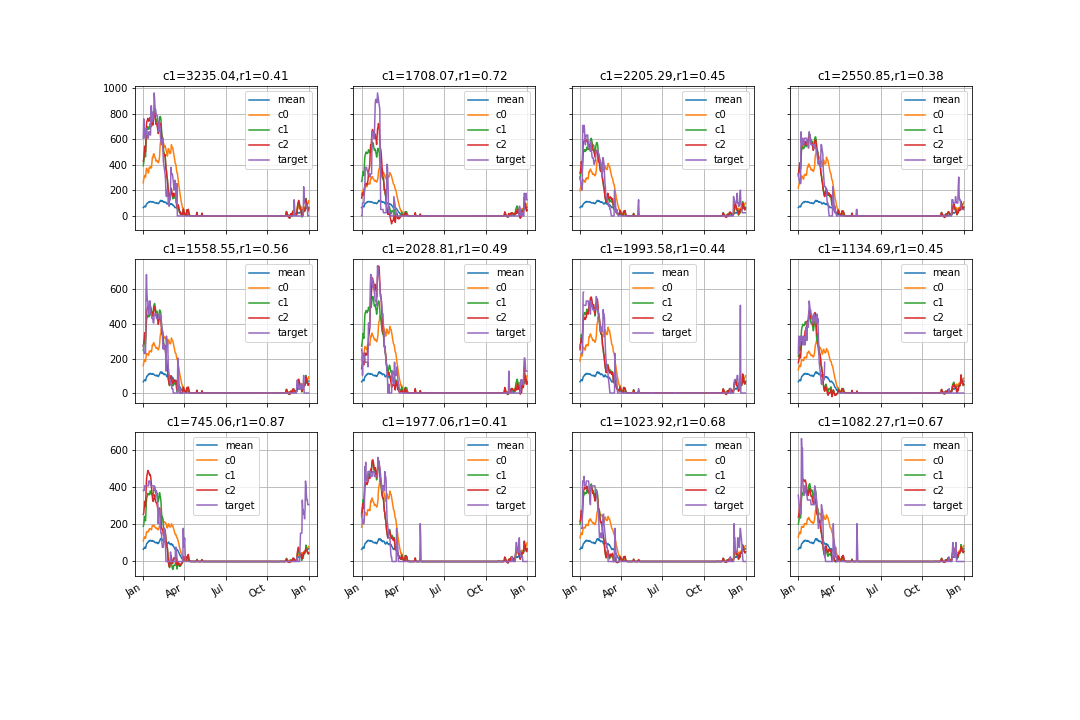 c1=3235.04,r1=0.41
c1=1708.07,r1=0.72
c1=2205.29,r1=0.45
c1=2550.85,r1=0.38
1000
800
600
400
200
0
mean
c0
c1
c2
target
mean
c0
c1
c2
target
mean
c0
c1
c2
target
mean
c0
c1
c2
target
c1=1558.55,r1=0.56
c1=2028.81,r1=0.49
c1=1993.58,r1=0.44
c1=1134.69,r1=0.45
600
400
200
0
mean
c0
c1
c2
target
mean
c0
c1
c2
target
mean
c0
c1
c2
target
mean
c0
c1
c2
target
c1=745.06,r1=0.87
c1=1977.06,r1=0.41
c1=1023.92,r1=0.68
c1=1082.27,r1=0.67
600
400
200
0
mean
c0
c1
c2
target
mean
c0
c1
c2
target
mean
c0
c1
c2
target
mean
c0
c1
c2
target
Jan Apr Jul Oct Jan
Jan Apr Jul Oct Jan
Jan Apr Jul Oct Jan
Jan Apr Jul Oct Jan